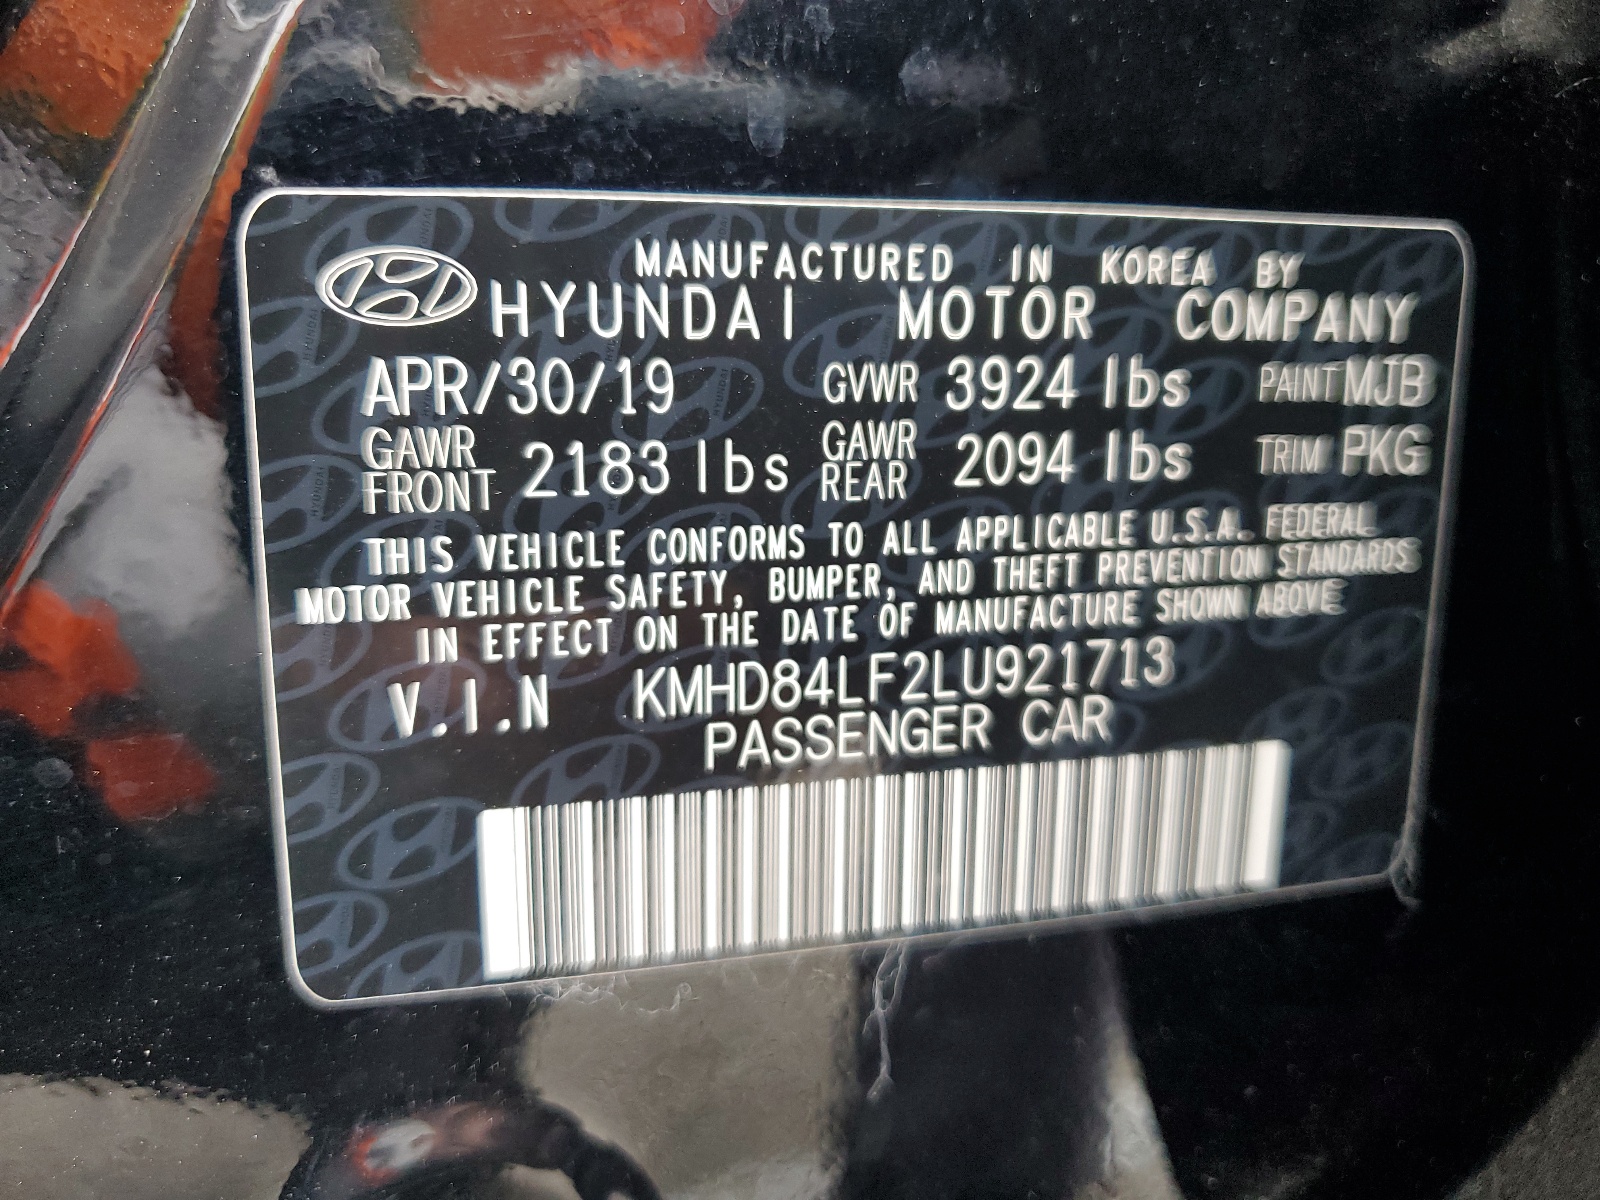 MANUFACTURED IN KOREA BY
HYUNDAI MOTOR COMPANY
APR/30/19 GVWR 3924 lbs PAINT MJB
GAWR FRONT 2183 lbs GAWR REAR 2094 lbs TRIM PKG
THIS VEHICLE CONFORMS TO ALL APPLICABLE U.S.A. FEDERAL
MOTOR VEHICLE SAFETY, BUMPER, AND THEFT PREVENTION STANDARDS
IN EFFECT ON THE DATE OF MANUFACTURE SHOWN ABOVE
V.I.N KMHD84LF2LU921713
PASSENGER CAR